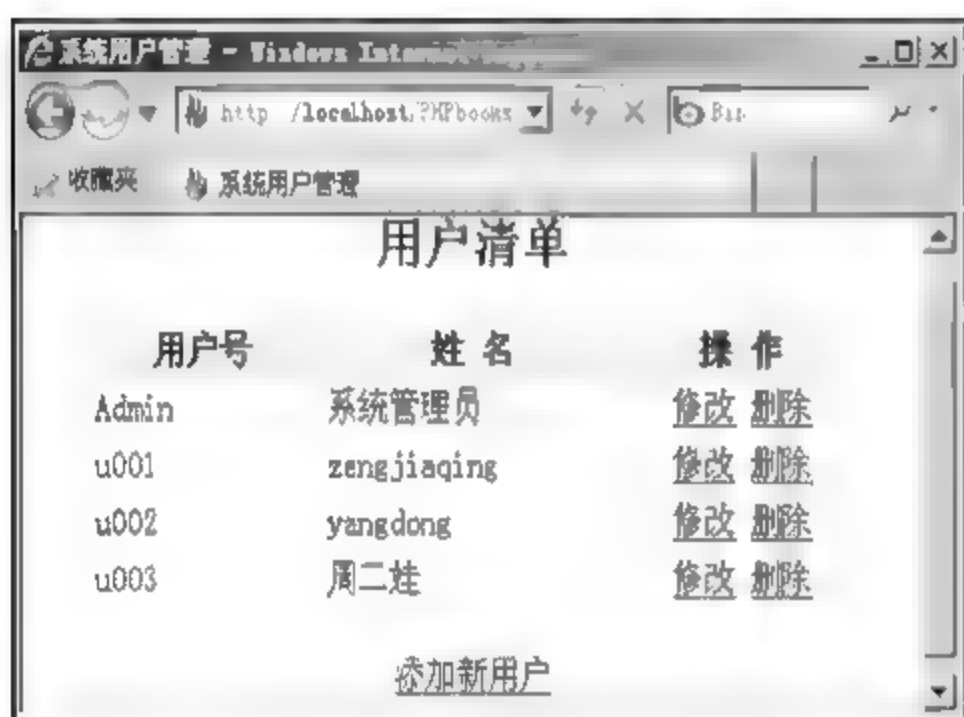 系统用户管理 - Windows Internet
http //localhost/PHPbooks
收藏夹 系统用户管理
用户清单
用户号 姓 名 操 作
Admin 系统管理员 修改 删除
u001 zengjiaqing 修改 删除
u002 yangdong 修改 删除
u003 周二娃 修改 删除
添加新用户